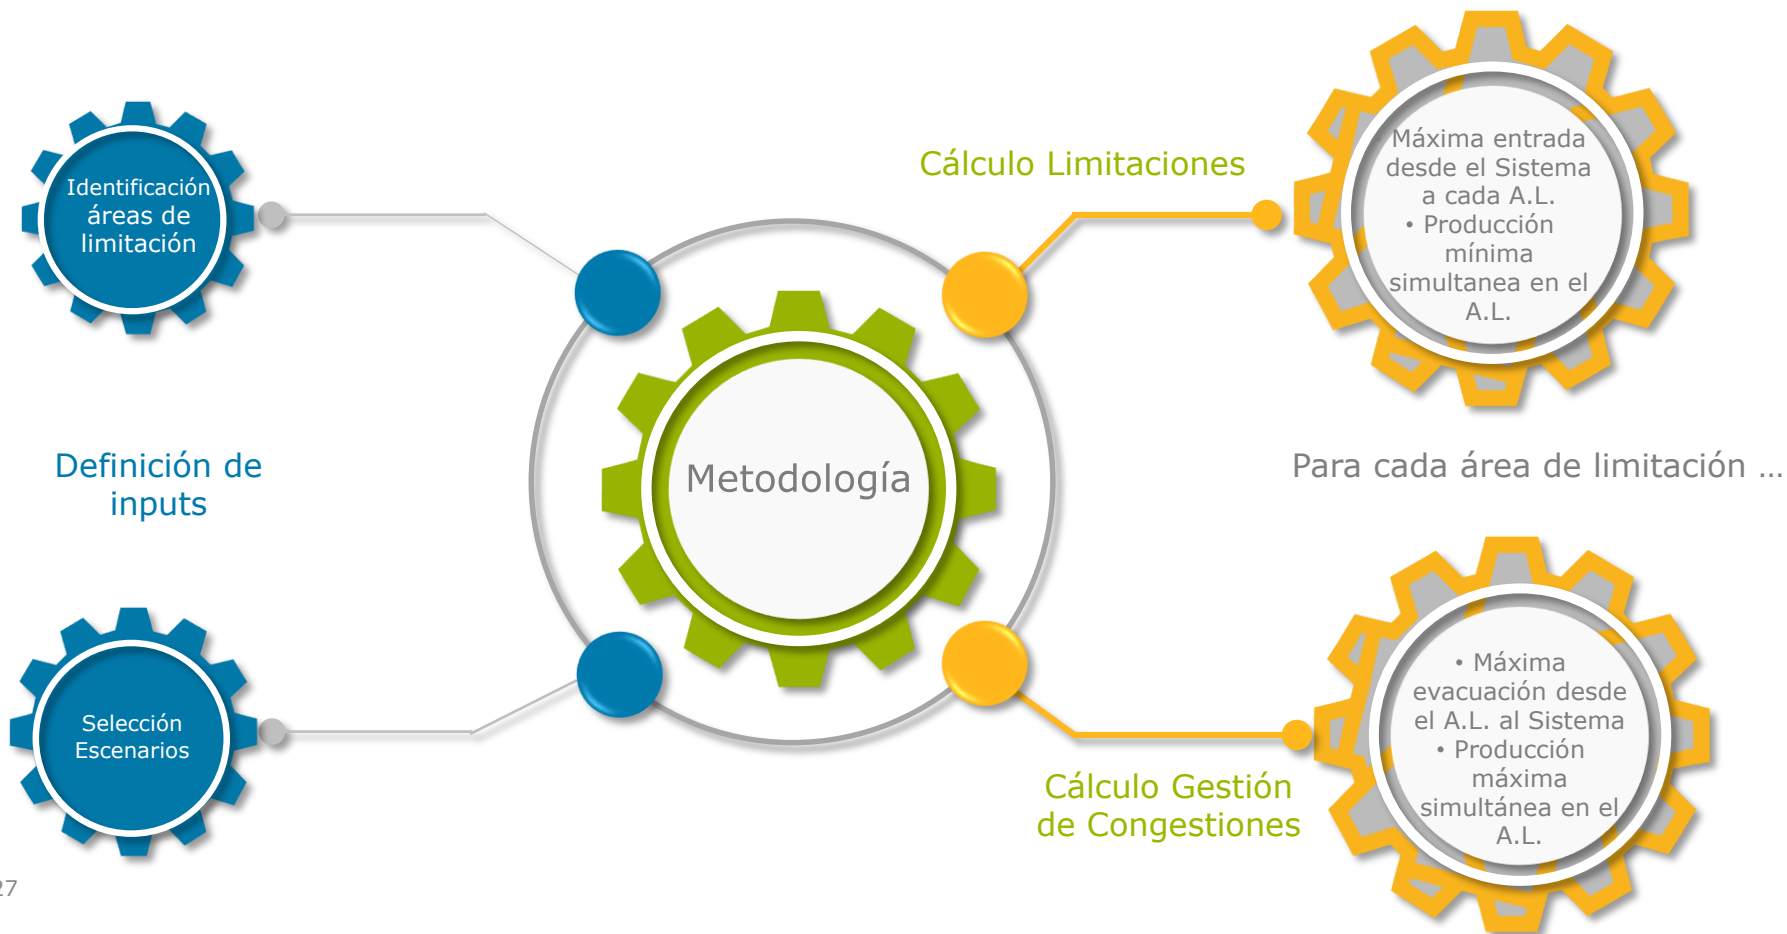 Identificación
áreas de
limitación
Definición de
inputs
Selección
Escenarios
Metodología
Cálculo Limitaciones
Máxima entrada
desde el Sistema
a cada A.L.
• Producción
mínima
simultanea en el
A.L.
Para cada área de limitación ...
Cálculo Gestión
de Congestiones
• Máxima
evacuación desde
el A.L. al Sistema
• Producción
máxima
simultánea en el
A.L.
27